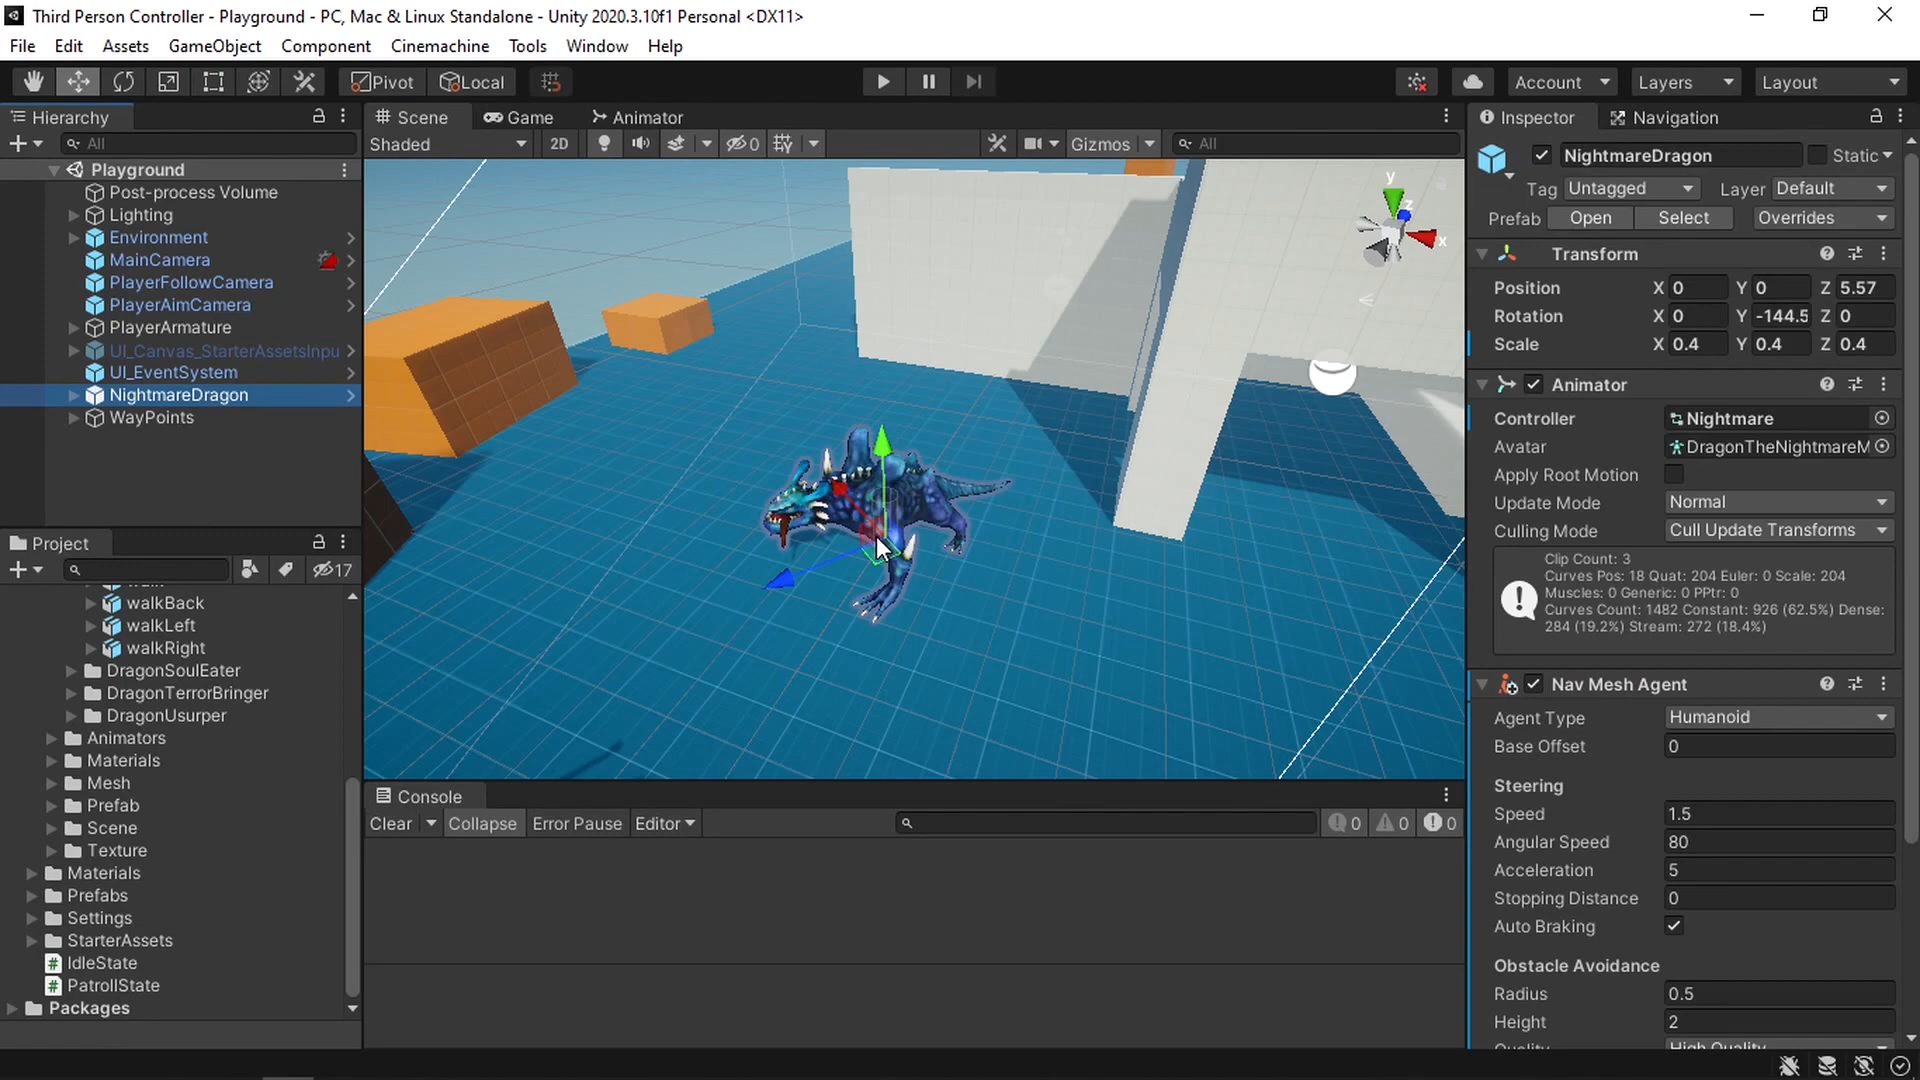 Third Person Controller - Playground - PC, Mac & Linux Standalone - Unity 2020.3.10f1 Personal <DX11>
File Edit Assets GameObject Component Cinemachine Tools Window Help
Pivot Local Account Layers Layout
Hierarchy
All
Playground
Post-process Volume
Lighting
Environment
MainCamera
PlayerFollowCamera
PlayerAimCamera
PlayerArmature
UI_Canvas_StarterAssetsInpu
UI_EventSystem
NightmareDragon
WayPoints
Project
17
walkBack
walkLeft
walkRight
DragonSoulEater
DragonTerrorBringer
DragonUsurper
Animators
Materials
Mesh
Prefab
Scene
Texture
Materials
Prefabs
Settings
StarterAssets
IdleState
PatrollState
Packages
Scene Game Animator
Shaded 2D 0 Gizmos All
y
z
x
Console
Clear Collapse Error Pause Editor 0 0 0
Inspector Navigation
NightmareDragon Static
Tag Untagged Layer Default
Prefab Open Select Overrides
Transform
Position X 0 Y 0 Z 5.57
Rotation X 0 Y -144.5 Z 0
Scale X 0.4 Y 0.4 Z 0.4
Animator
Controller Nightmare
Avatar DragonTheNightmareM
Apply Root Motion
Update Mode Normal
Culling Mode Cull Update Transforms
Clip Count: 3
Curves Pos: 18 Quat: 204 Euler: 0 Scale: 204
Muscles: 0 Generic: 0 PPtr: 0
Curves Count: 1482 Constant: 926 (62.5%) Dense:
284 (19.2%) Stream: 272 (18.4%)
Nav Mesh Agent
Agent Type Humanoid
Base Offset 0
Steering
Speed 1.5
Angular Speed 80
Acceleration 5
Stopping Distance 0
Auto Braking
Obstacle Avoidance
Radius 0.5
Height 2
Quality High Quality